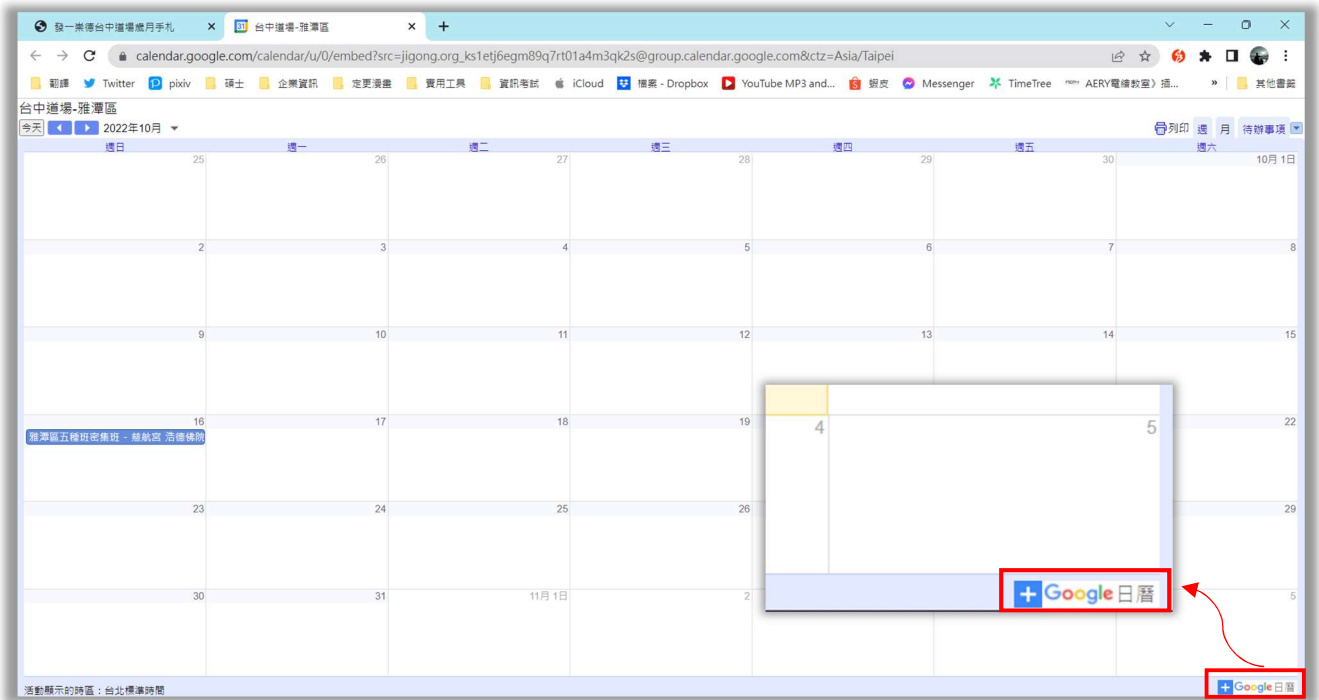 發一崇德台中道場歲月手札
台中道場-雅潭區
calendar.google.com/calendar/u/0/embed?src=jigong.org_ks1etj6egm89q7rt01a4m3qk2s@group.calendar.google.com&ctz=Asia/Taipei
翻譯 Twitter pixiv 碩士 企業資訊 定更漫畫 實用工具 資訊考試 iCloud 檔案 - Dropbox YouTube MP3 and... 蝦皮 Messenger TimeTree AERY電繪教室》插... » 其他書籤
台中道場-雅潭區
今天 2022年10月 列印 週 月 待辦事項
週日 週一 週二 週三 週四 週五 週六
25 26 27 28 29 30 10月 1日
2 3 4 5 6 7 8
9 10 11 12 13 14 15
16 17 18 19 22
雅潭區五種班密集班 - 慈航宮 浩德佛院
23 24 25 26 29
30 31 11月 1日 2 5
4 5
+ Google 日曆
活動顯示的時區：台北標準時間
+ Google 日曆